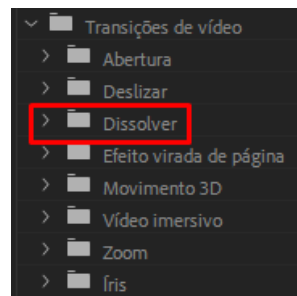 Transições de vídeo
Abertura
Deslizar
Dissolver
Efeito virada de página
Movimento 3D
Vídeo imersivo
Zoom
Íris